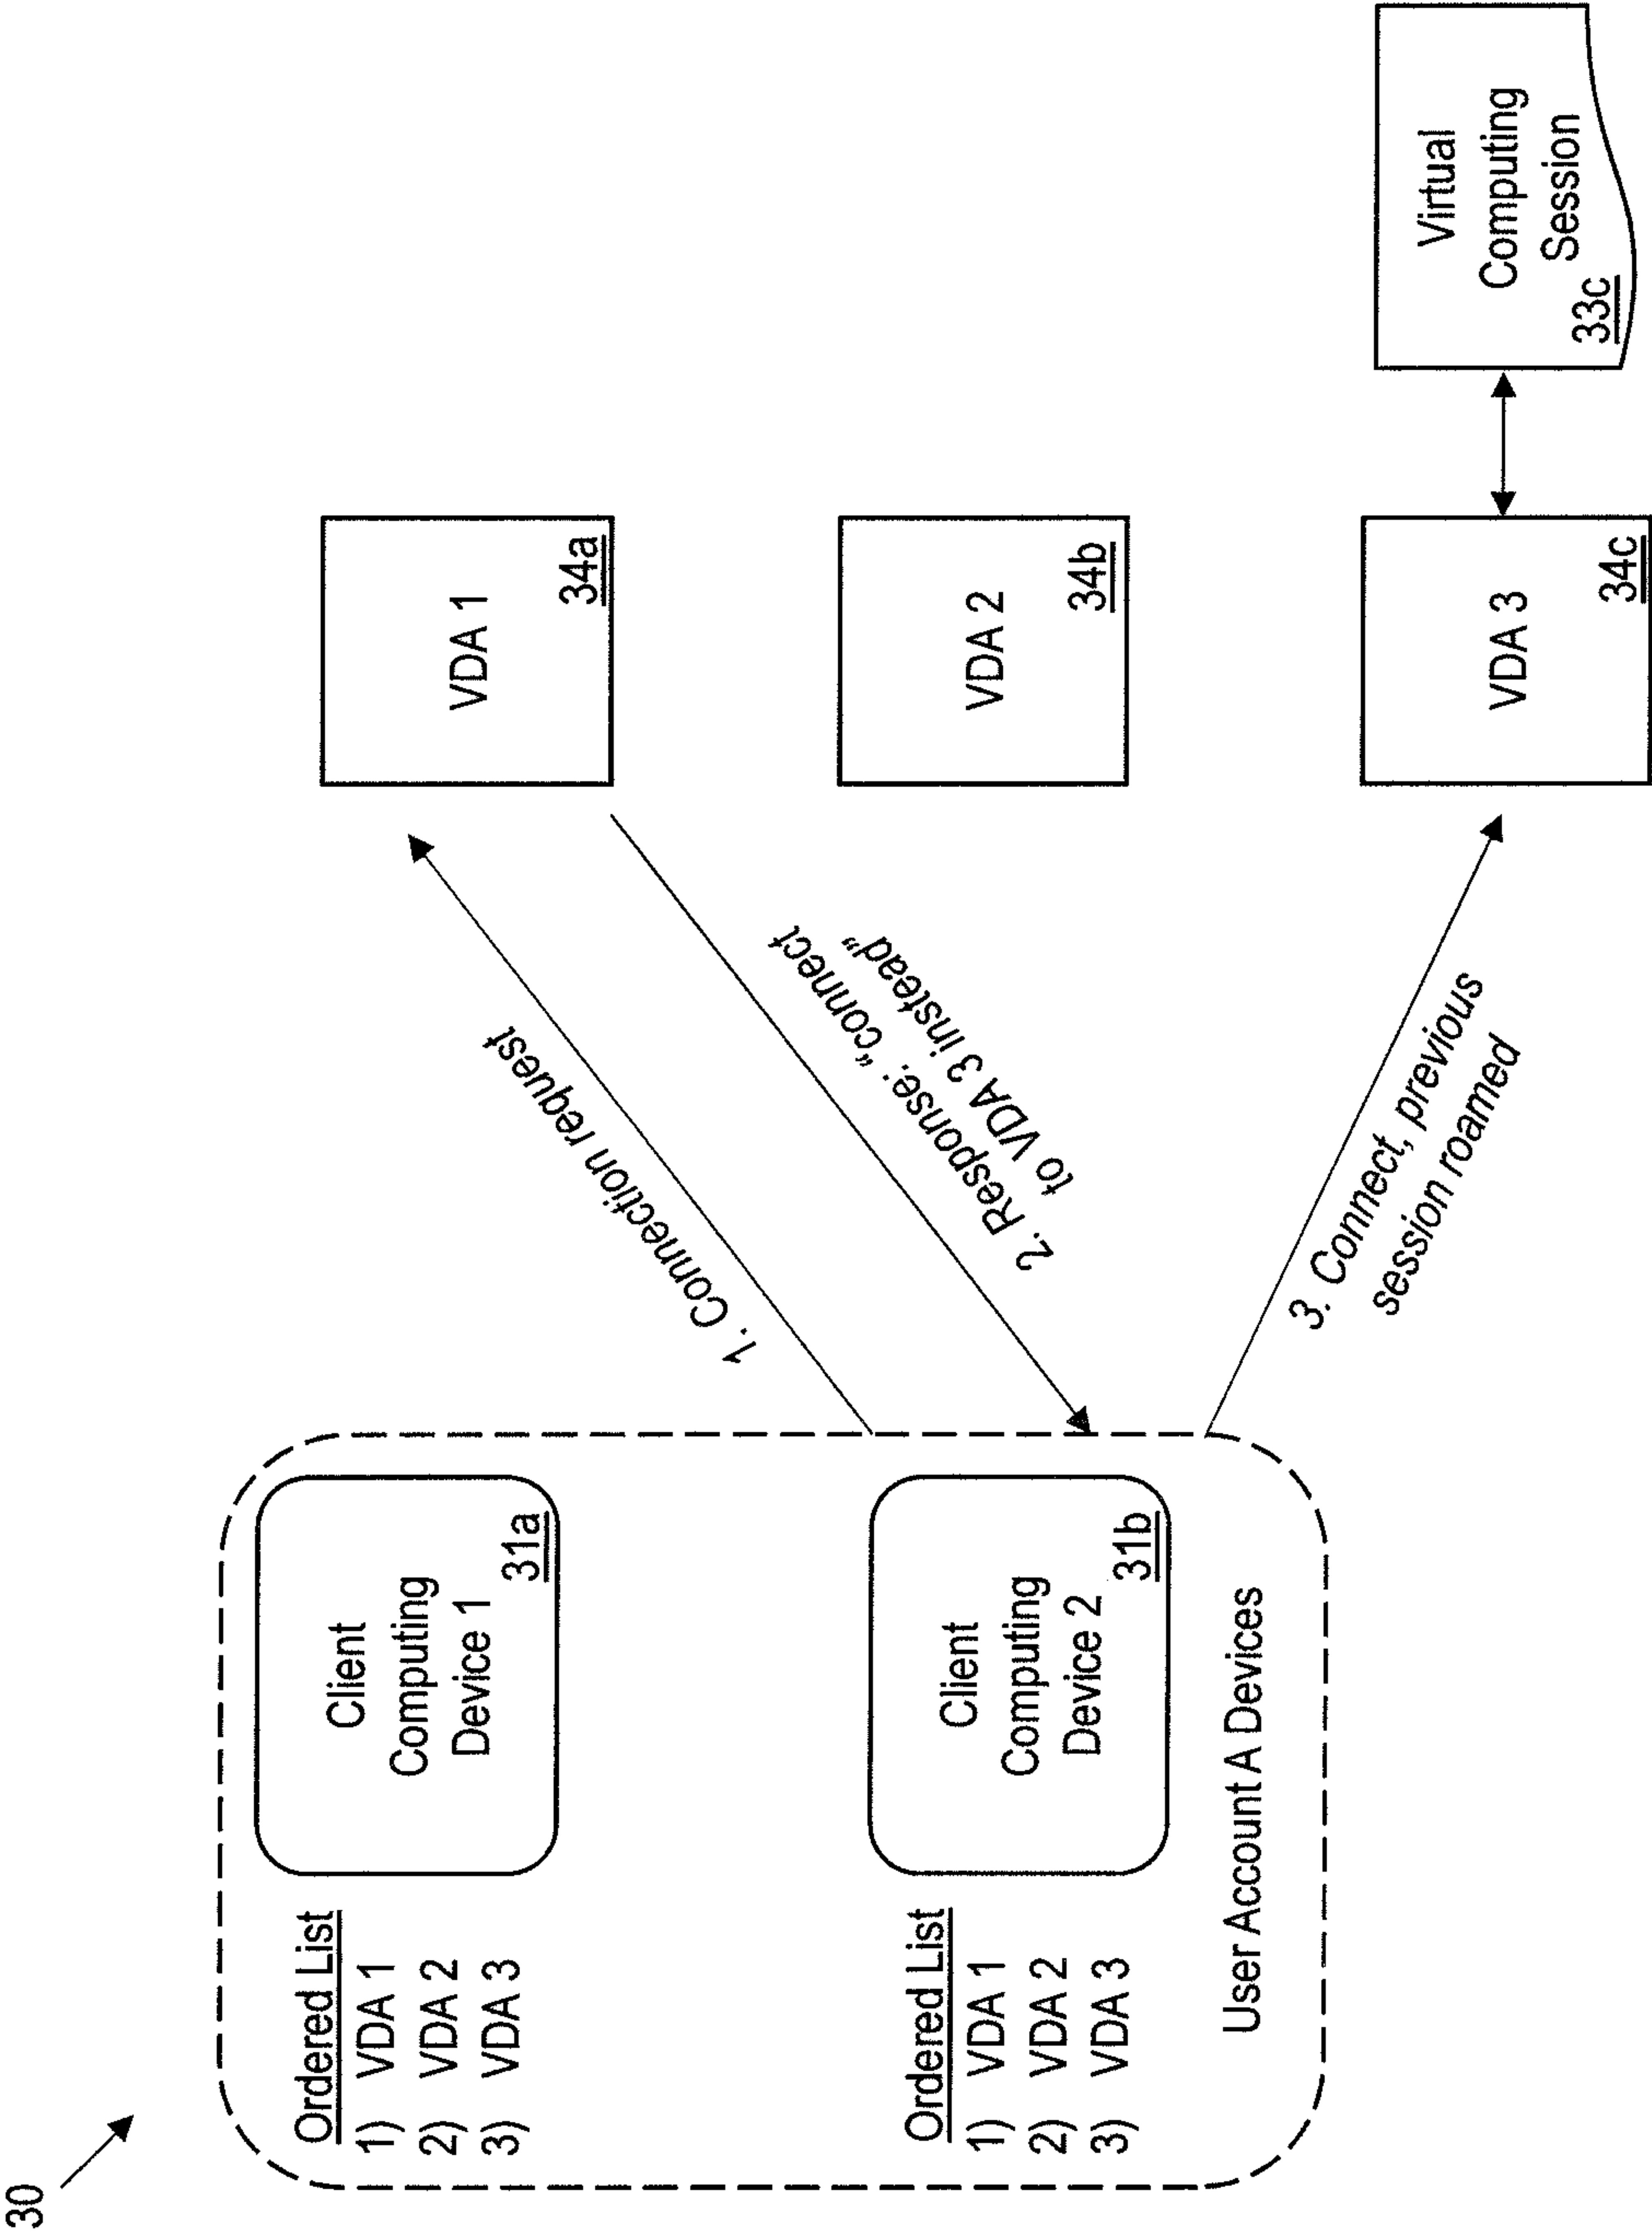 30
Ordered List
1) VDA 1
2) VDA 2
3) VDA 3
Client
Computing
Device 1
31a
Ordered List
1) VDA 1
2) VDA 2
3) VDA 3
Client
Computing
Device 2
31b
User Account A Devices
1. Connection request
2. Response: “connect
to VDA 3 instead”
3. Connect, previous
session roamed
VDA 1
34a
VDA 2
34b
VDA 3
34c
Virtual
Computing
Session
33c